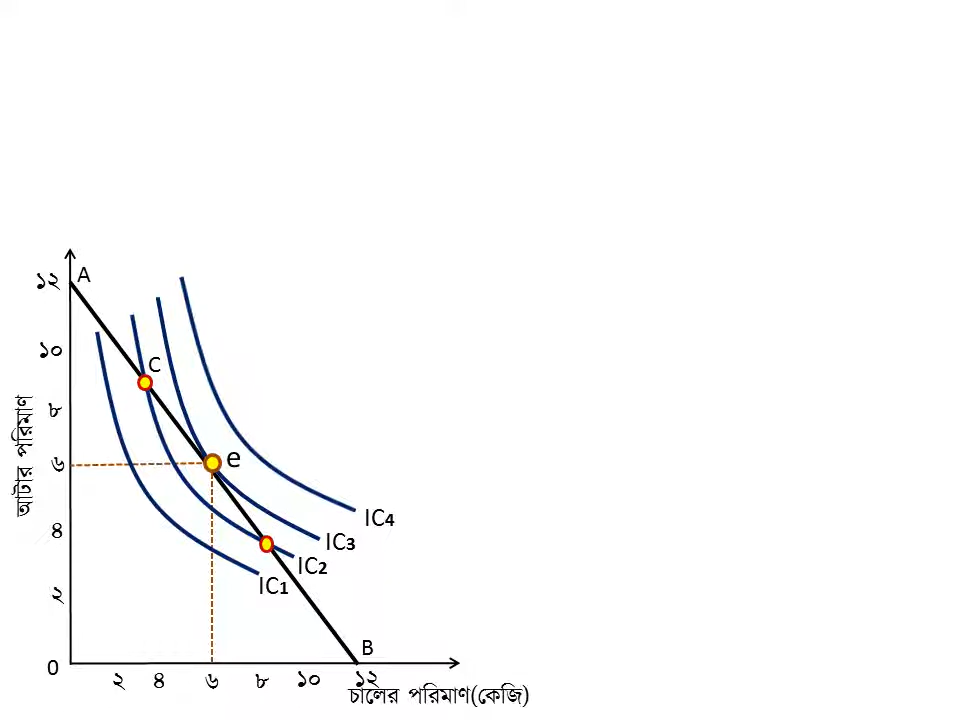 ১২ A
১০
C
৮
আটার পরিমাণ
৬ e
৪
IC4
IC3
IC2
IC1
২
B
0
২ ৪ ৬ ৮ ১০ ১২
চালের পরিমাণ(কেজি)